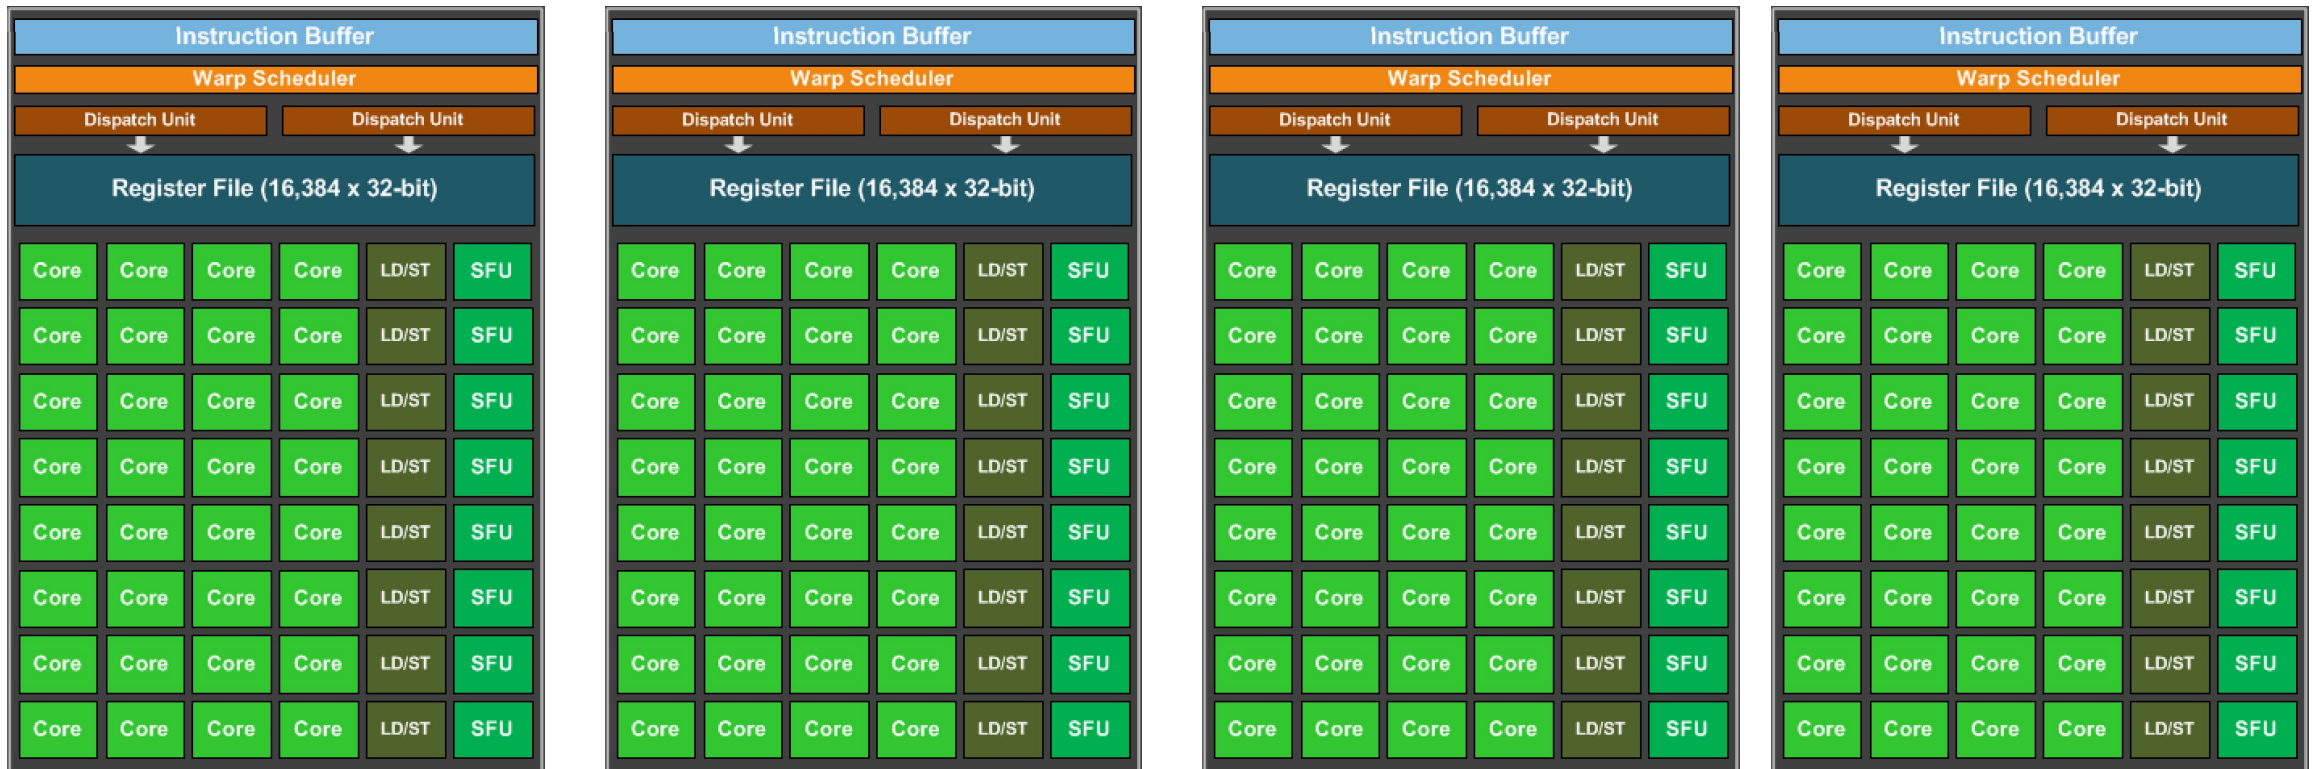 Instruction Buffer Instruction Buffer Instruction Buffer Instruction Buffer
Warp Scheduler Warp Scheduler Warp Scheduler Warp Scheduler
Dispatch Unit Dispatch Unit Dispatch Unit Dispatch Unit Dispatch Unit Dispatch Unit Dispatch Unit Dispatch Unit
Register File (16,384 x 32-bit) Register File (16,384 x 32-bit) Register File (16,384 x 32-bit) Register File (16,384 x 32-bit)
Core Core Core Core LD/ST SFU Core Core Core Core LD/ST SFU Core Core Core Core LD/ST SFU Core Core Core Core LD/ST SFU
Core Core Core Core LD/ST SFU Core Core Core Core LD/ST SFU Core Core Core Core LD/ST SFU Core Core Core Core LD/ST SFU
Core Core Core Core LD/ST SFU Core Core Core Core LD/ST SFU Core Core Core Core LD/ST SFU Core Core Core Core LD/ST SFU
Core Core Core Core LD/ST SFU Core Core Core Core LD/ST SFU Core Core Core Core LD/ST SFU Core Core Core Core LD/ST SFU
Core Core Core Core LD/ST SFU Core Core Core Core LD/ST SFU Core Core Core Core LD/ST SFU Core Core Core Core LD/ST SFU
Core Core Core Core LD/ST SFU Core Core Core Core LD/ST SFU Core Core Core Core LD/ST SFU Core Core Core Core LD/ST SFU
Core Core Core Core LD/ST SFU Core Core Core Core LD/ST SFU Core Core Core Core LD/ST SFU Core Core Core Core LD/ST SFU
Core Core Core Core LD/ST SFU Core Core Core Core LD/ST SFU Core Core Core Core LD/ST SFU Core Core Core Core LD/ST SFU